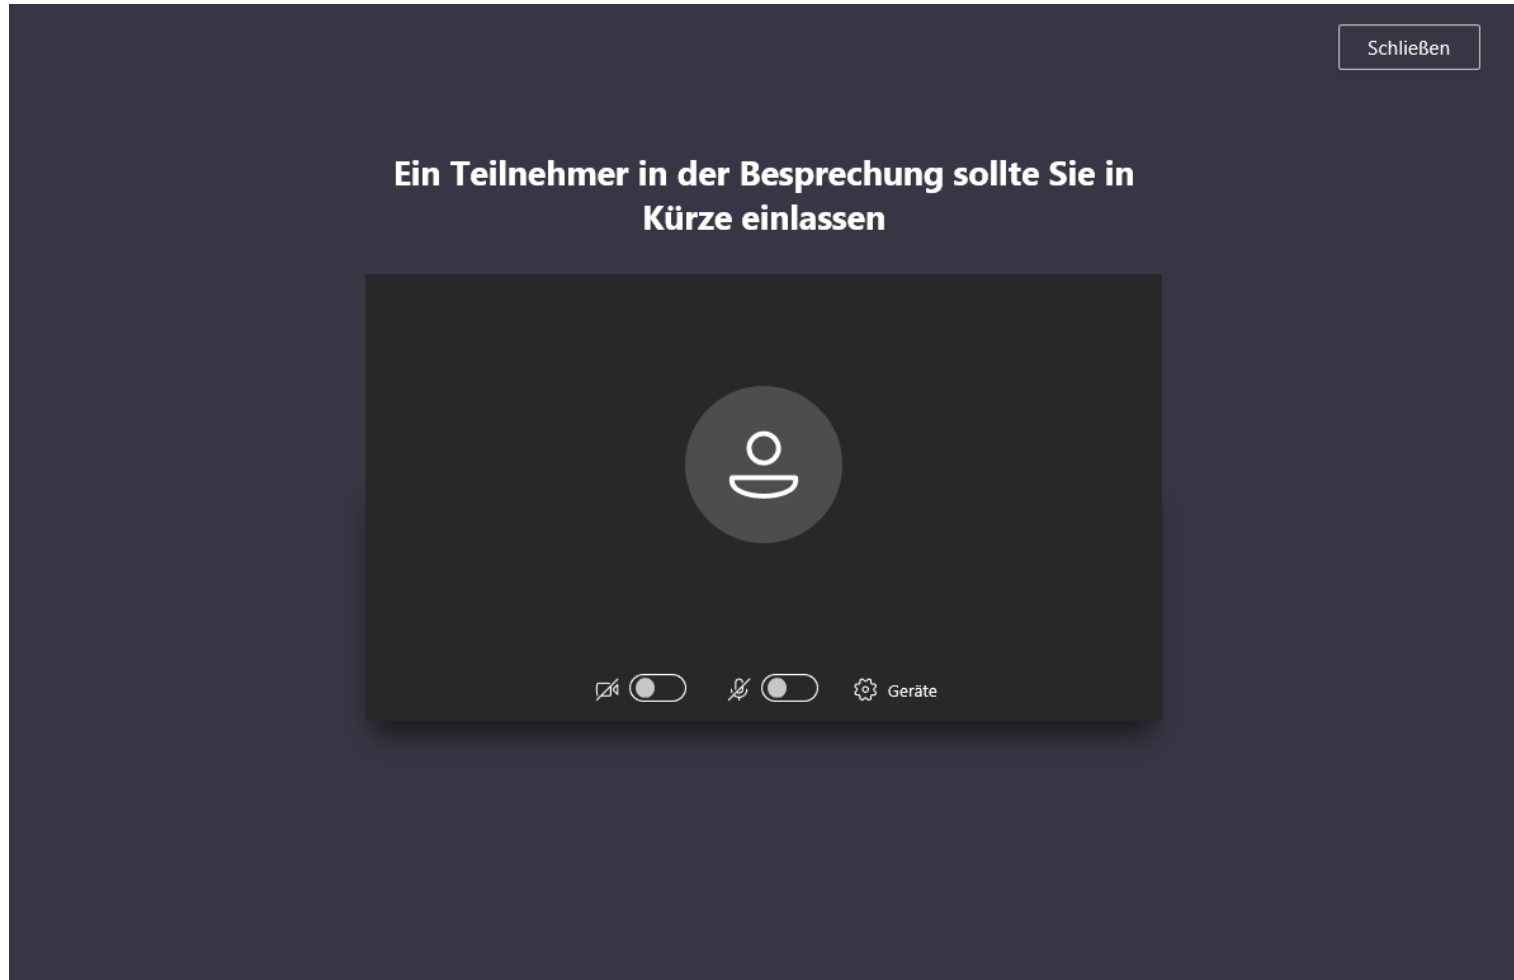 Schließen
Ein Teilnehmer in der Besprechung sollte Sie in
Kürze einlassen
Geräte